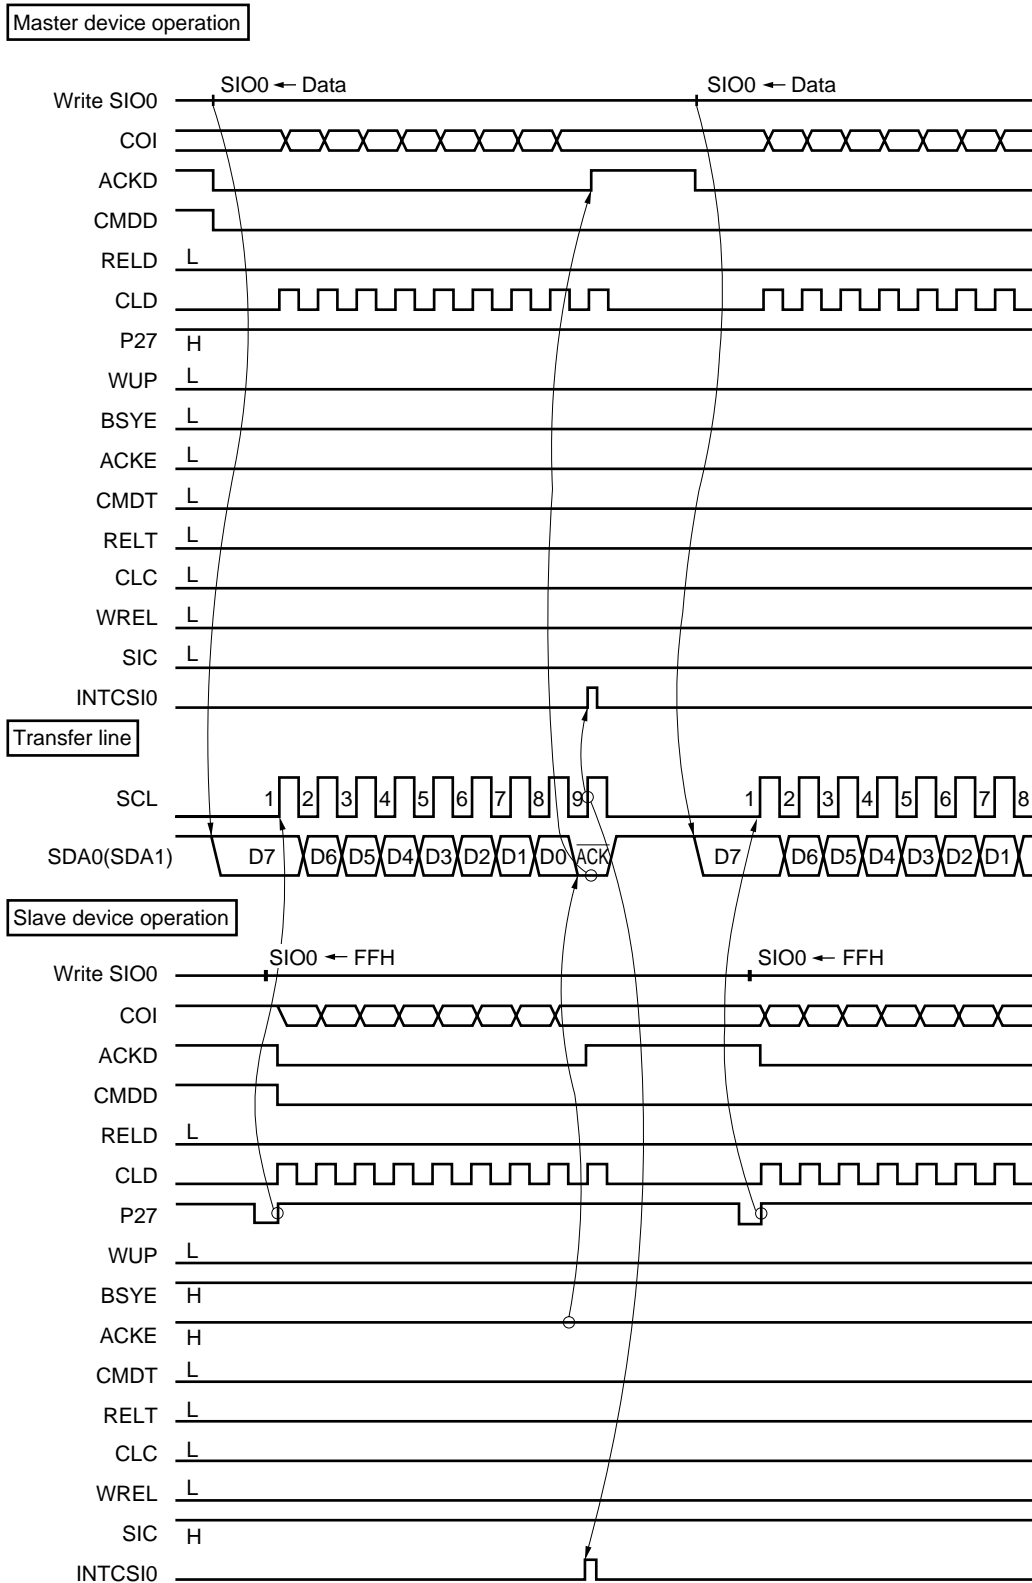 Master device operation
SIO0 ← Data SIO0 ← Data
Write SIO0
COI
ACKD
CMDD
RELD L
CLD
P27 H
WUP L
BSYE L
ACKE L
CMDT L
RELT L
CLC L
WREL L
SIC L
INTCSI0
Transfer line
SCL 1 2 3 4 5 6 7 8 9 1 2 3 4 5 6 7 8
SDA0(SDA1) D7 D6 D5 D4 D3 D2 D1 D0 ACK D7 D6 D5 D4 D3 D2 D1
Slave device operation
SIO0 ← FFH SIO0 ← FFH
Write SIO0
COI
ACKD
CMDD
RELD L
CLD
P27
WUP L
BSYE H
ACKE H
CMDT L
RELT L
CLC L
WREL L
SIC H
INTCSI0